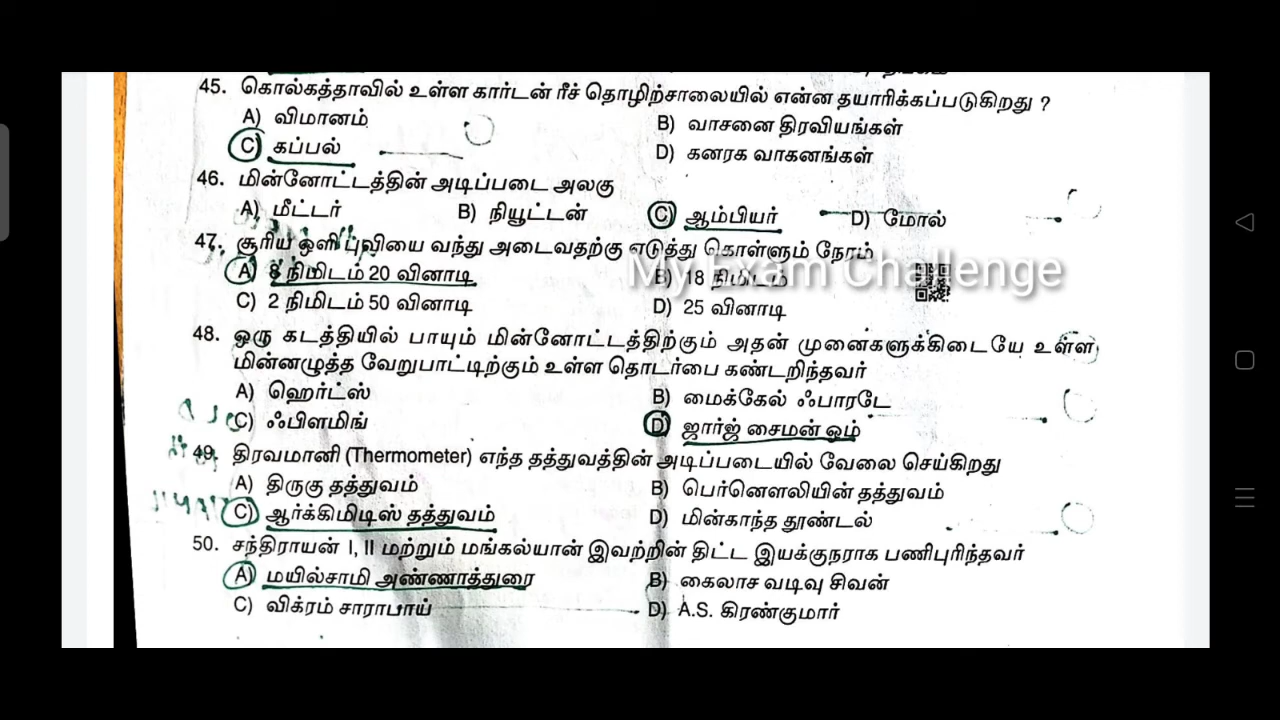 45. கொல்கத்தாவில் உள்ள கார்டன் ரீச் தொழிற்சாலையில் என்ன தயாரிக்கப்படுகிறது ?
A) விமானம் B) வாசனை திரவியங்கள்
C) கப்பல் D) கனரக வாகனங்கள்
46. மின்னோட்டத்தின் அடிப்படை அலகு
A) மீட்டர் B) நியூட்டன் C) ஆம்பியர் D) மோல்
47. சூரிய ஒளி புவியை வந்து அடைவதற்கு எடுத்து கொள்ளும் நேரம்
My Exam Challenge
A) 8 நிமிடம் 20 வினாடி B) 18 நிமிடம்
C) 2 நிமிடம் 50 வினாடி D) 25 வினாடி
48. ஒரு கடத்தியில் பாயும் மின்னோட்டத்திற்கும் அதன் முனைகளுக்கிடையே உள்ள
மின்னழுத்த வேறுபாட்டிற்கும் உள்ள தொடர்பை கண்டறிந்தவர்
A) ஹெர்ட்ஸ் B) மைக்கேல் ஃபாரடே
C) ஃபிளமிங் D) ஜார்ஜ் சைமன் ஓம்
49. திரவமானி (Thermometer) எந்த தத்துவத்தின் அடிப்படையில் வேலை செய்கிறது
A) திருகு தத்துவம் B) பெர்னௌலியின் தத்துவம்
C) ஆர்க்கிமிடிஸ் தத்துவம் D) மின்காந்த தூண்டல்
50. சந்திராயன் I, II மற்றும் மங்கல்யான் இவற்றின் திட்ட இயக்குநராக பணிபுரிந்தவர்
A) மயில்சாமி அண்ணாத்துரை B) கைலாச வடிவு சிவன்
C) விக்ரம் சாராபாய் D) A.S. கிரண்குமார்